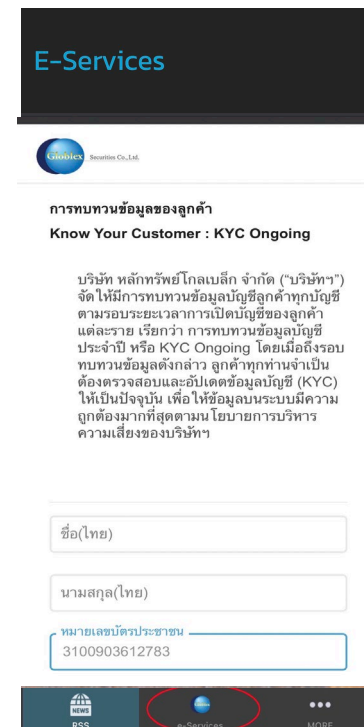 E-Services
Globlex Securities Co., Ltd.
การทบทวนข้อมูลของลูกค้า
Know Your Customer : KYC Ongoing
บริษัท หลักทรัพย์โกลเบล็ก จำกัด (“บริษัทฯ”)
จัดให้มีการทบทวนข้อมูลบัญชีลูกค้าทุกบัญชี
ตามรอบระยะเวลาการเปิดบัญชีของลูกค้า
แต่ละราย เรียกว่า การทบทวนข้อมูลบัญชี
ประจำปี หรือ KYC Ongoing โดยเมื่อถึงรอบ
ทบทวนข้อมูลดังกล่าว ลูกค้าทุกท่านจำเป็น
ต้องตรวจสอบและอัปเดตข้อมูลบัญชี (KYC)
ให้เป็นปัจจุบัน เพื่อให้ข้อมูลบนระบบมีความ
ถูกต้องมากที่สุดตามนโยบายการบริหาร
ความเสี่ยงของบริษัทฯ
ชื่อ(ไทย)
นามสกุล(ไทย)
หมายเลขบัตรประชาชน
3100903612783
NEWS Globlex
RSS e-Services MORE